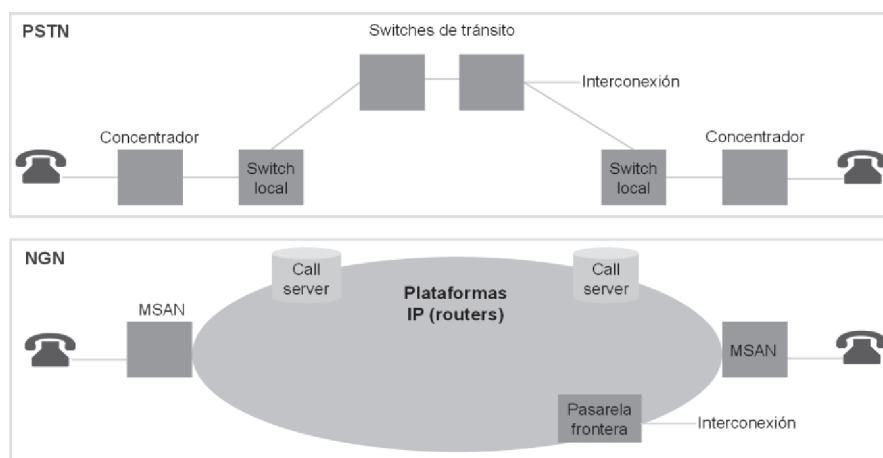 PSTN
Switches de tránsito
Interconexión
Concentrador
Concentrador
Switch
local
Switch
local
NGN
Call
server
Call
server
Plataformas
IP (routers)
MSAN
MSAN
Pasarela
frontera
Interconexión